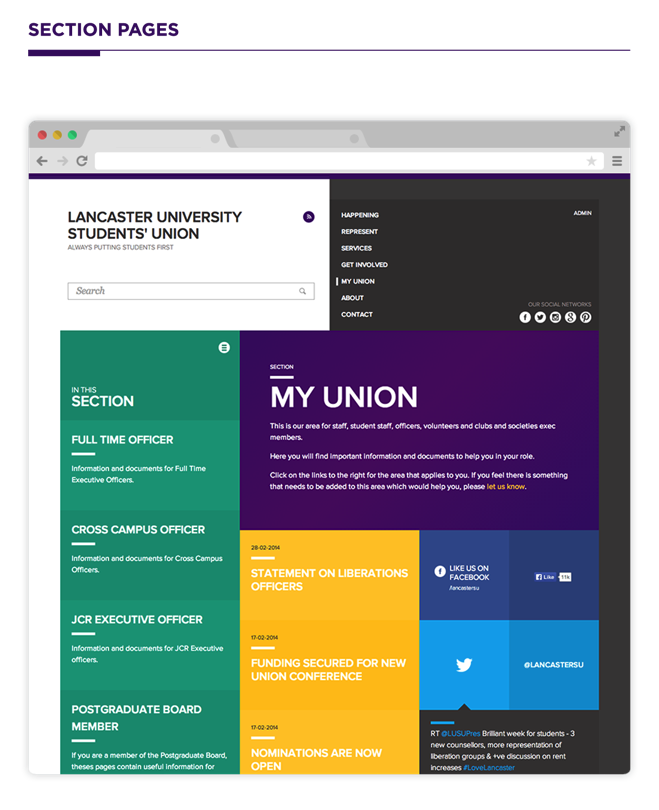 SECTION PAGES
LANCASTER UNIVERSITY
STUDENTS' UNION
ALWAYS PUTTING STUDENTS FIRST
Search
HAPPENING
REPRESENT
SERVICES
GET INVOLVED
MY UNION
ABOUT
CONTACT
ADMIN
OUR SOCIAL NETWORKS
IN THIS
SECTION
FULL TIME OFFICER
Information and documents for Full Time
Executive Officers.
CROSS CAMPUS OFFICER
Information and documents for Cross Campus
Officers.
JCR EXECUTIVE OFFICER
Information and documents for JCR Executive
officers.
POSTGRADUATE BOARD
MEMBER
If you are a member of the Postgraduate Board,
theses pages contain useful information for
SECTION
MY UNION
This is our area for staff, student staff, officers, volunteers and clubs and societies exec
members.
Here you will find important information and documents to help you in your role.
Click on the links to the right for the area that applies to you. If you feel there is something
that needs to be added to this area which would help you, please let us know.
28-02-2014
STATEMENT ON LIBERATIONS
OFFICERS
17-02-2014
FUNDING SECURED FOR NEW
UNION CONFERENCE
17-02-2014
NOMINATIONS ARE NOW
OPEN
LIKE US ON
FACEBOOK
/lancastersu
Like 11k
@LANCASTERSU
RT @LUSUPres Brilliant week for students - 3
new counsellors, more representation of
liberation groups & +ve discussion on rent
increases #LoveLancaster